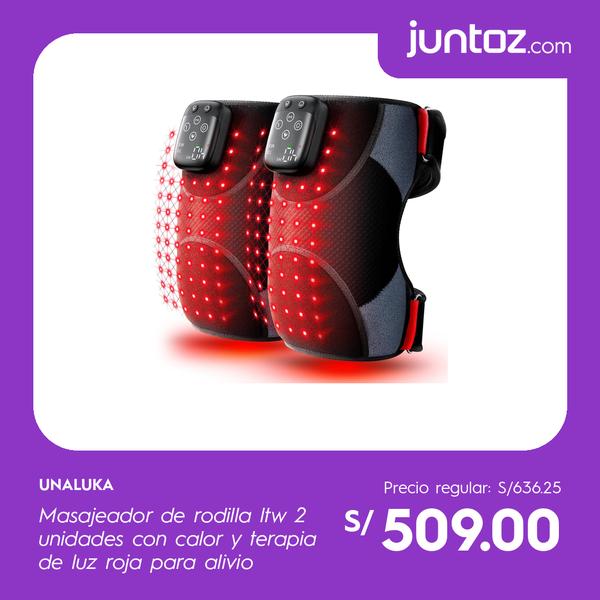 juntoz.com
UNALUKA
Masajeador de rodilla ltw 2
unidades con calor y terapia
de luz roja para alivio
Precio regular: S/636.25
S/ 509.00